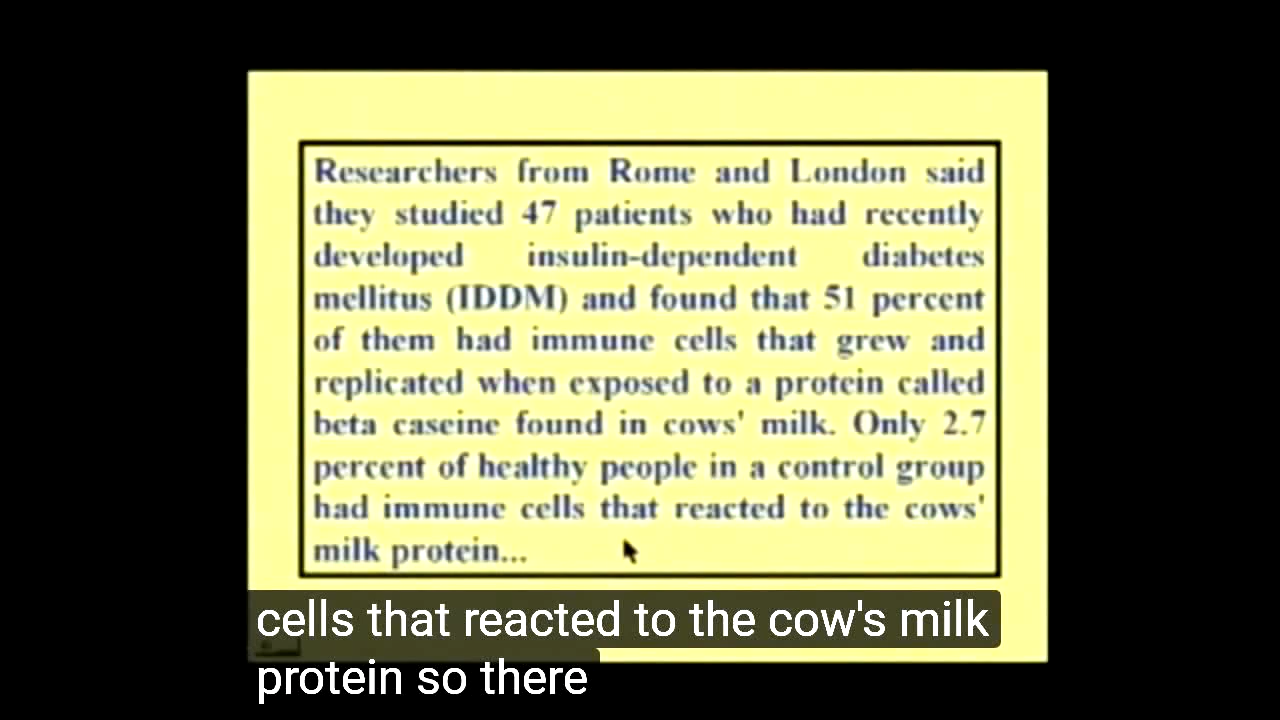 Researchers from Rome and London said
they studied 47 patients who had recently
developed insulin-dependent diabetes
mellitus (IDDM) and found that 51 percent
of them had immune cells that grew and
replicated when exposed to a protein called
beta caseine found in cows' milk. Only 2.7
percent of healthy people in a control group
had immune cells that reacted to the cows'
milk protein...
cells that reacted to the cow's milk
protein so there